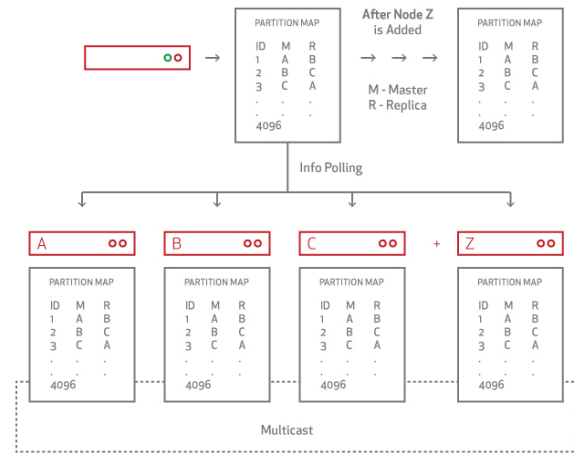 PARTITION MAP
ID M R
1 A B
2 B C
3 C A
. . .
. . .
4096
After Node Z
is Added
M - Master
R - Replica
PARTITION MAP
ID M R
1 A B
2 B C
3 C A
. . .
. . .
4096
Info Polling
A
B
C
+
Z
PARTITION MAP
ID M R
1 A B
2 B C
3 C A
. . .
. . .
4096
PARTITION MAP
ID M R
1 A B
2 B C
3 C A
. . .
. . .
4096
PARTITION MAP
ID M R
1 A B
2 B C
3 C A
. . .
. . .
4096
PARTITION MAP
ID M R
1 A B
2 B C
3 C A
. . .
. . .
4096
Multicast